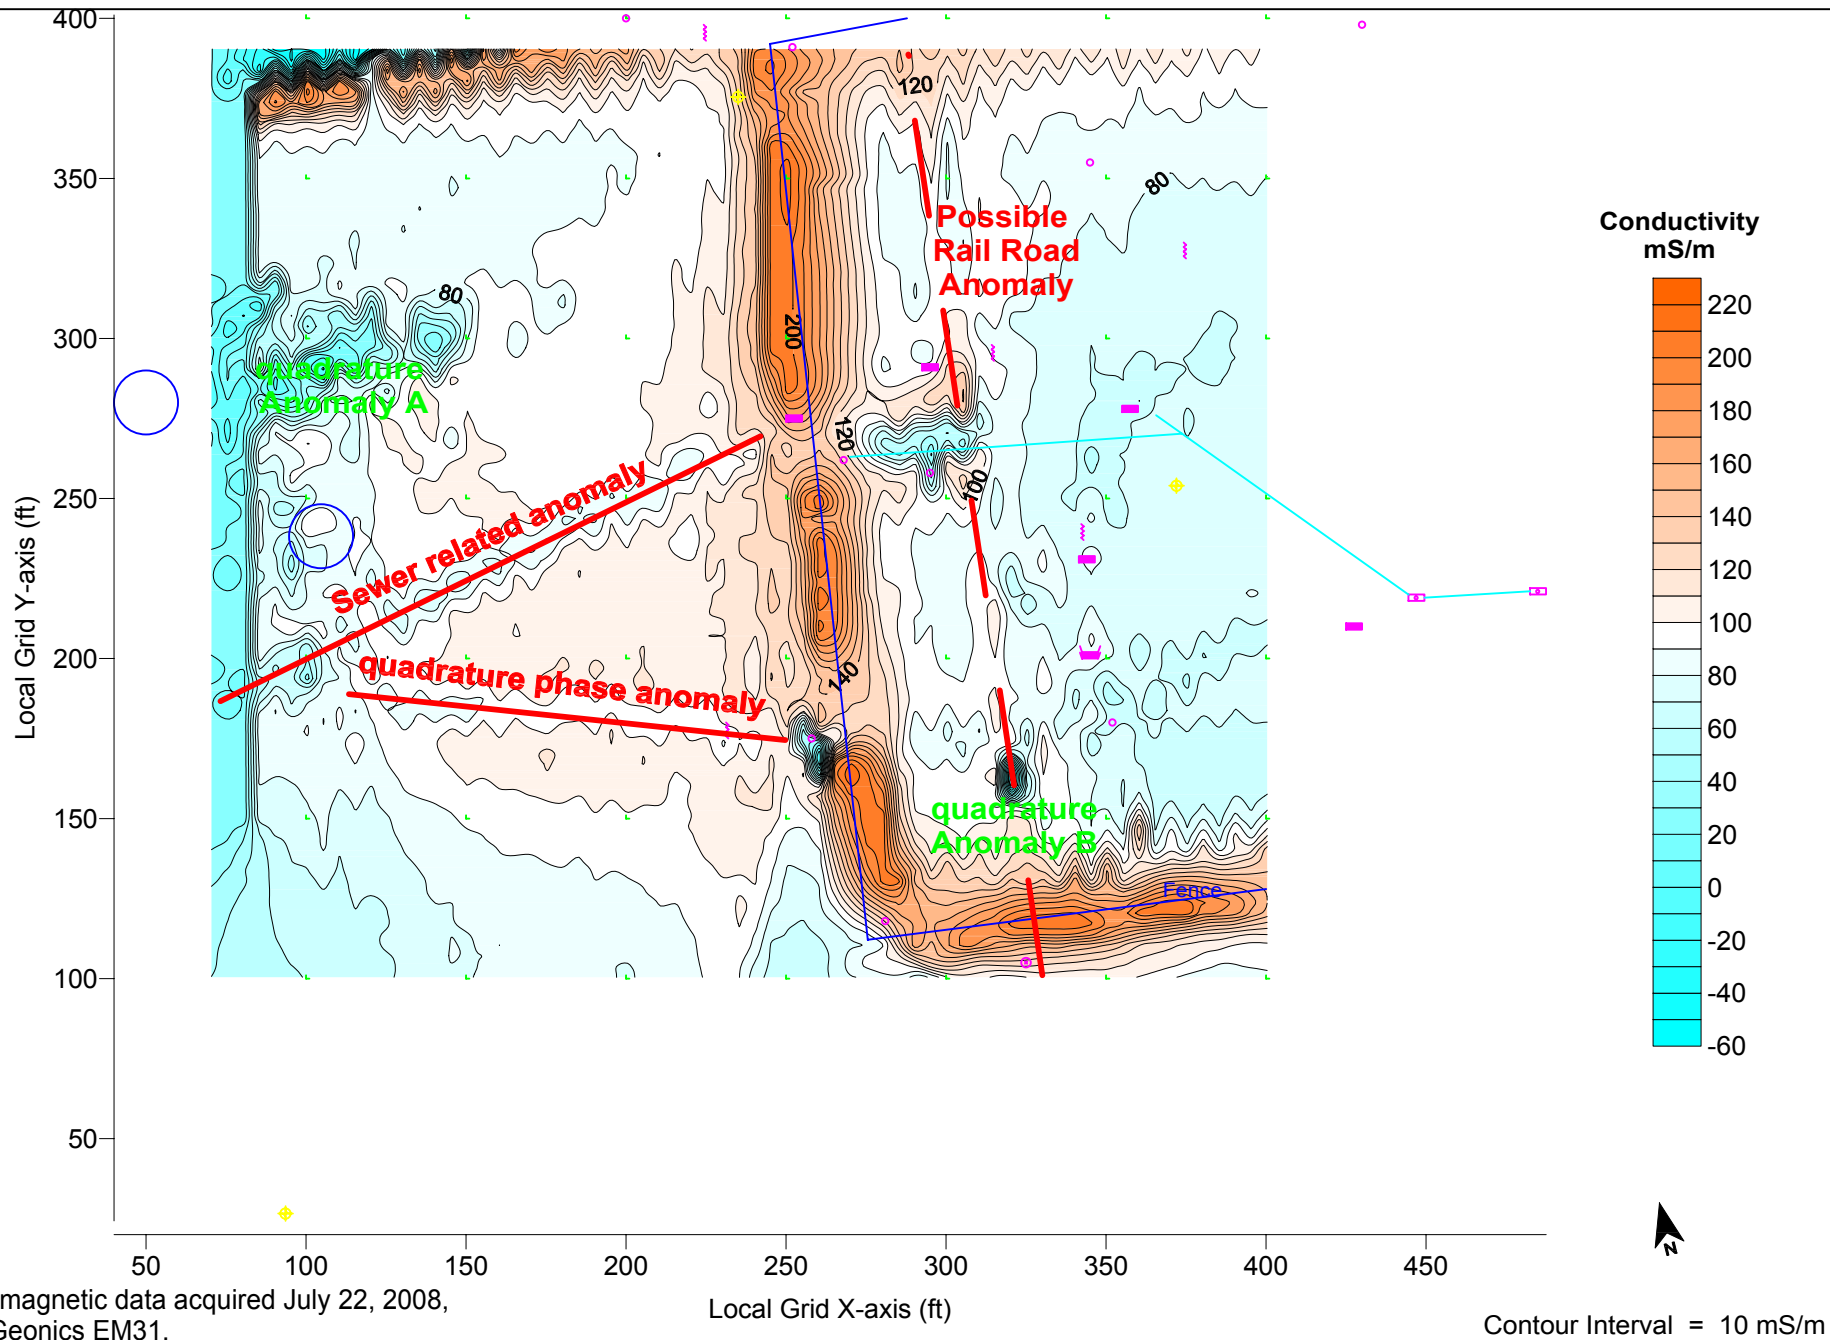 400
350
300
250
200
150
100
50
Local Grid Y-axis (ft)
120
80
Possible
Rail Road
Anomaly
80
200
quadrature
Anomaly A
120
100
Sewer related anomaly
140
quadrature phase anomaly
quadrature
Anomaly B
Fence
Conductivity
mS/m
220
200
180
160
140
120
100
80
60
40
20
0
-20
-40
-60
N
50
100
150
200
250
300
350
400
450
Local Grid X-axis (ft)
magnetic data acquired July 22, 2008,
Geonics EM31.
Contour Interval = 10 mS/m